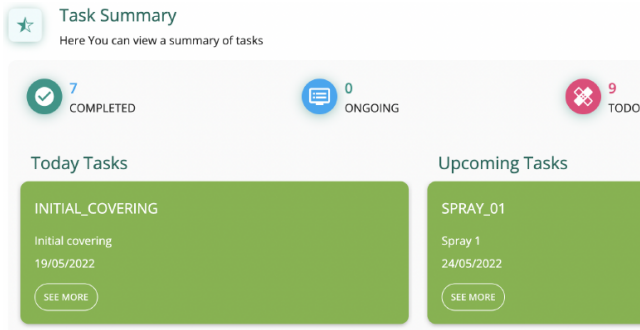 Task Summary
Here You can view a summary of tasks
7
COMPLETED
0
ONGOING
9
TODO
Today Tasks
INITIAL_COVERING
Initial covering
19/05/2022
SEE MORE
Upcoming Tasks
SPRAY_01
Spray 1
24/05/2022
SEE MORE